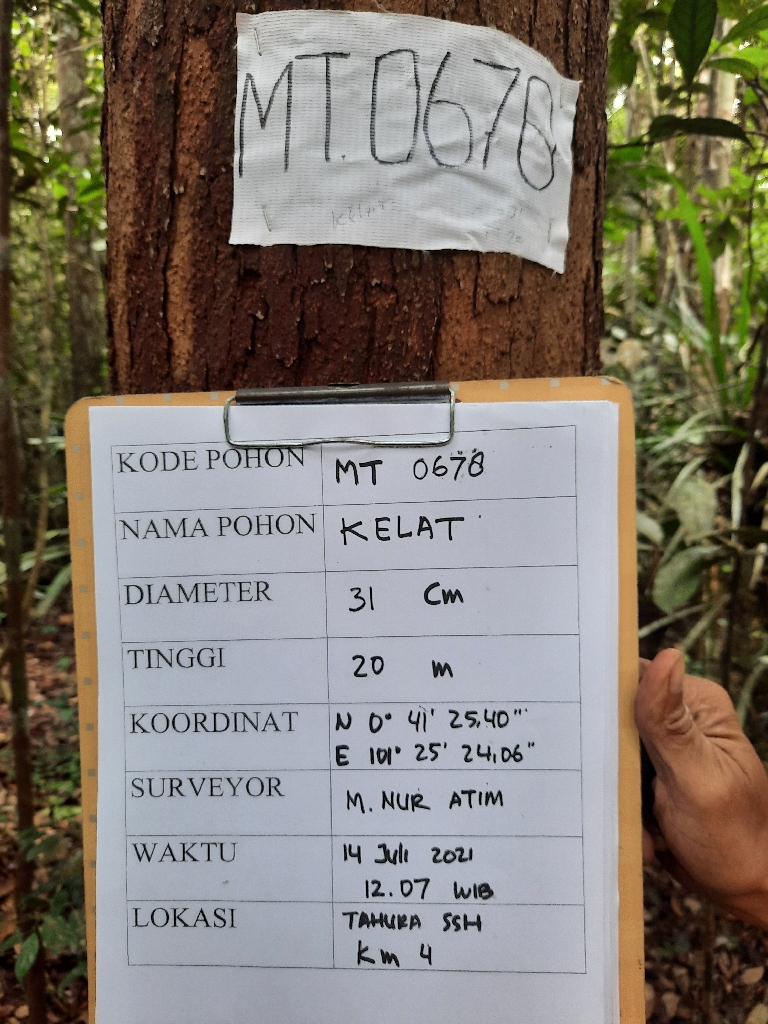 MT.0678
KODE POHON MT 0678
NAMA POHON KELAT
DIAMETER 31 Cm
TINGGI 20 m
KOORDINAT N 0° 41' 25,40"
E 101° 25' 24,06"
SURVEYOR M. NUR ATIM
WAKTU 14 Juli 2021
12.07 WIB
LOKASI TAHURA SSH
Km 4